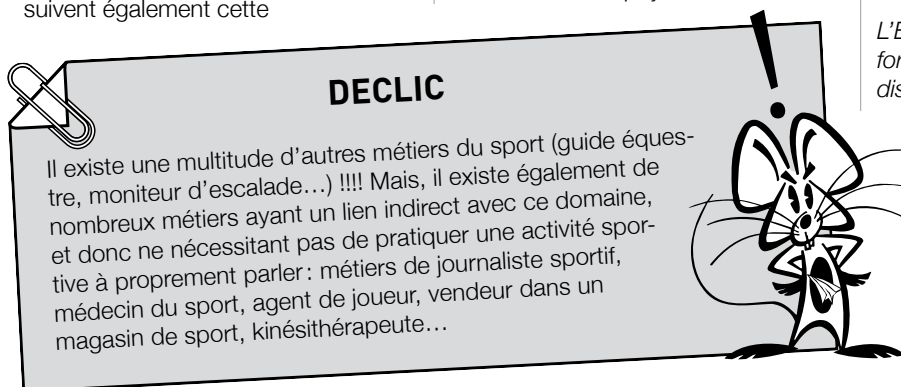 suivent également cette
L'E
for
dis
DECLIC
Il existe une multitude d'autres métiers du sport (guide éques-
tre, moniteur d'escalade…) !!!! Mais, il existe également de
nombreux métiers ayant un lien indirect avec ce domaine,
et donc ne nécessitant pas de pratiquer une activité spor-
tive à proprement parler : métiers de journaliste sportif,
médecin du sport, agent de joueur, vendeur dans un
magasin de sport, kinésithérapeute…
!